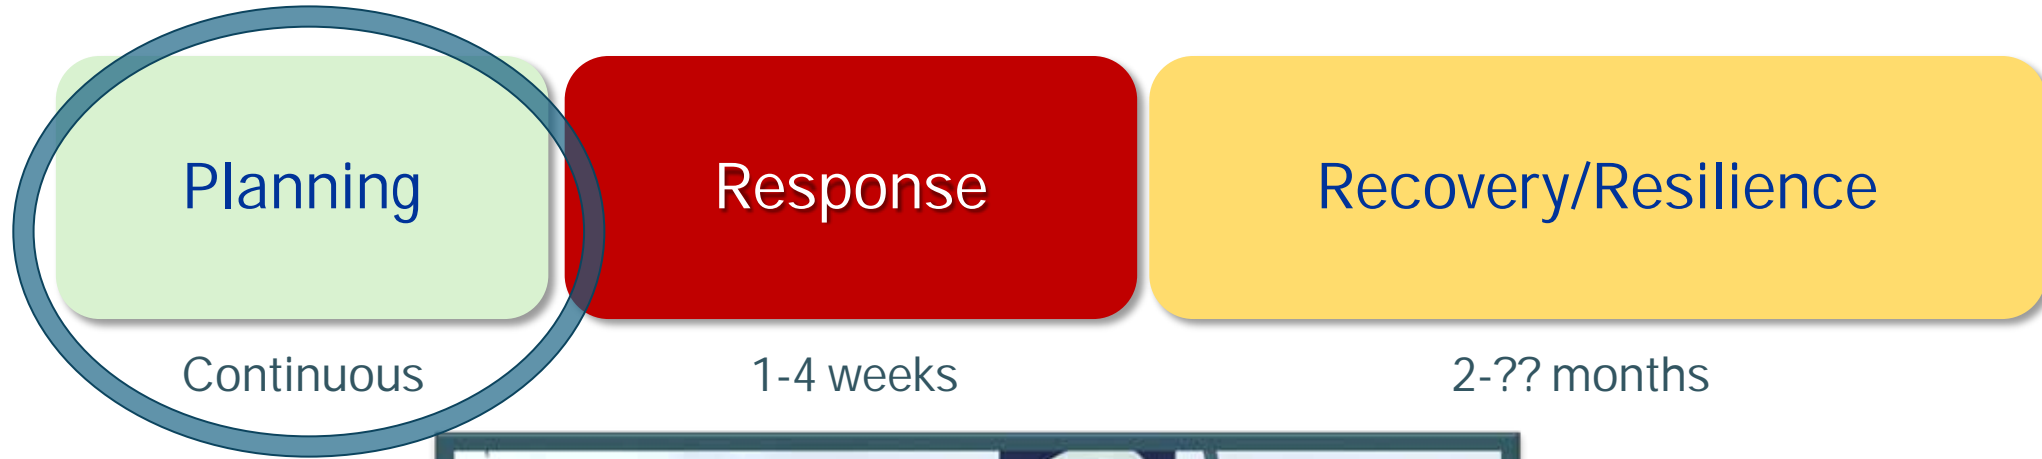 Planning Response Recovery/Resilience
Continuous 1-4 weeks 2-?? months